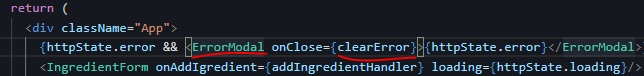 return (
<div className="App">
{httpState.error && <ErrorModal onClose={clearError}>{httpState.error}</ErrorModal>
<IngredientForm onAddIgredient={addIngredientHandler} loading={httpState.loading}/>